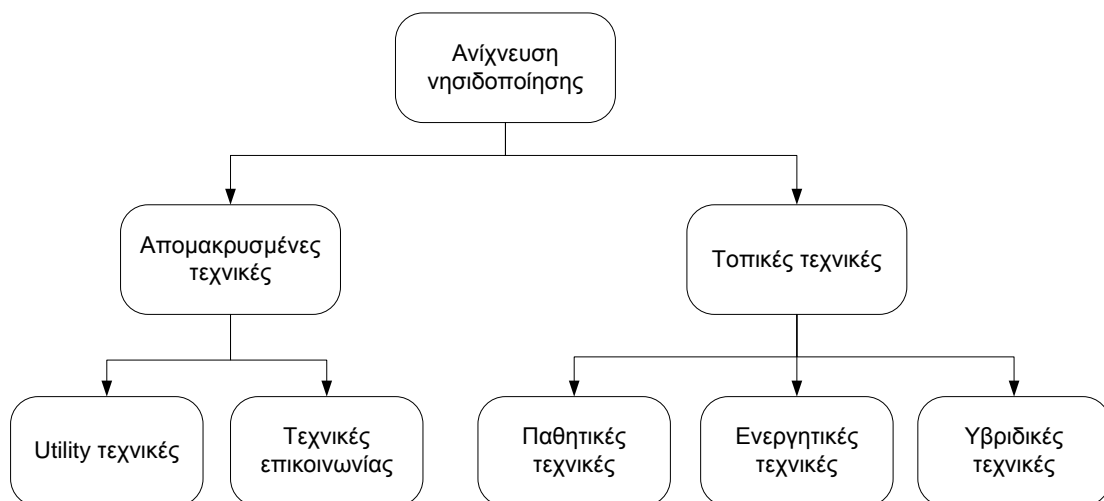 Ανίχνευση
νησιδοποίησης
Απομακρυσμένες
τεχνικές
Τοπικές τεχνικές
Utility τεχνικές
Τεχνικές
επικοινωνίας
Παθητικές
τεχνικές
Ενεργητικές
τεχνικές
Υβριδικές
τεχνικές